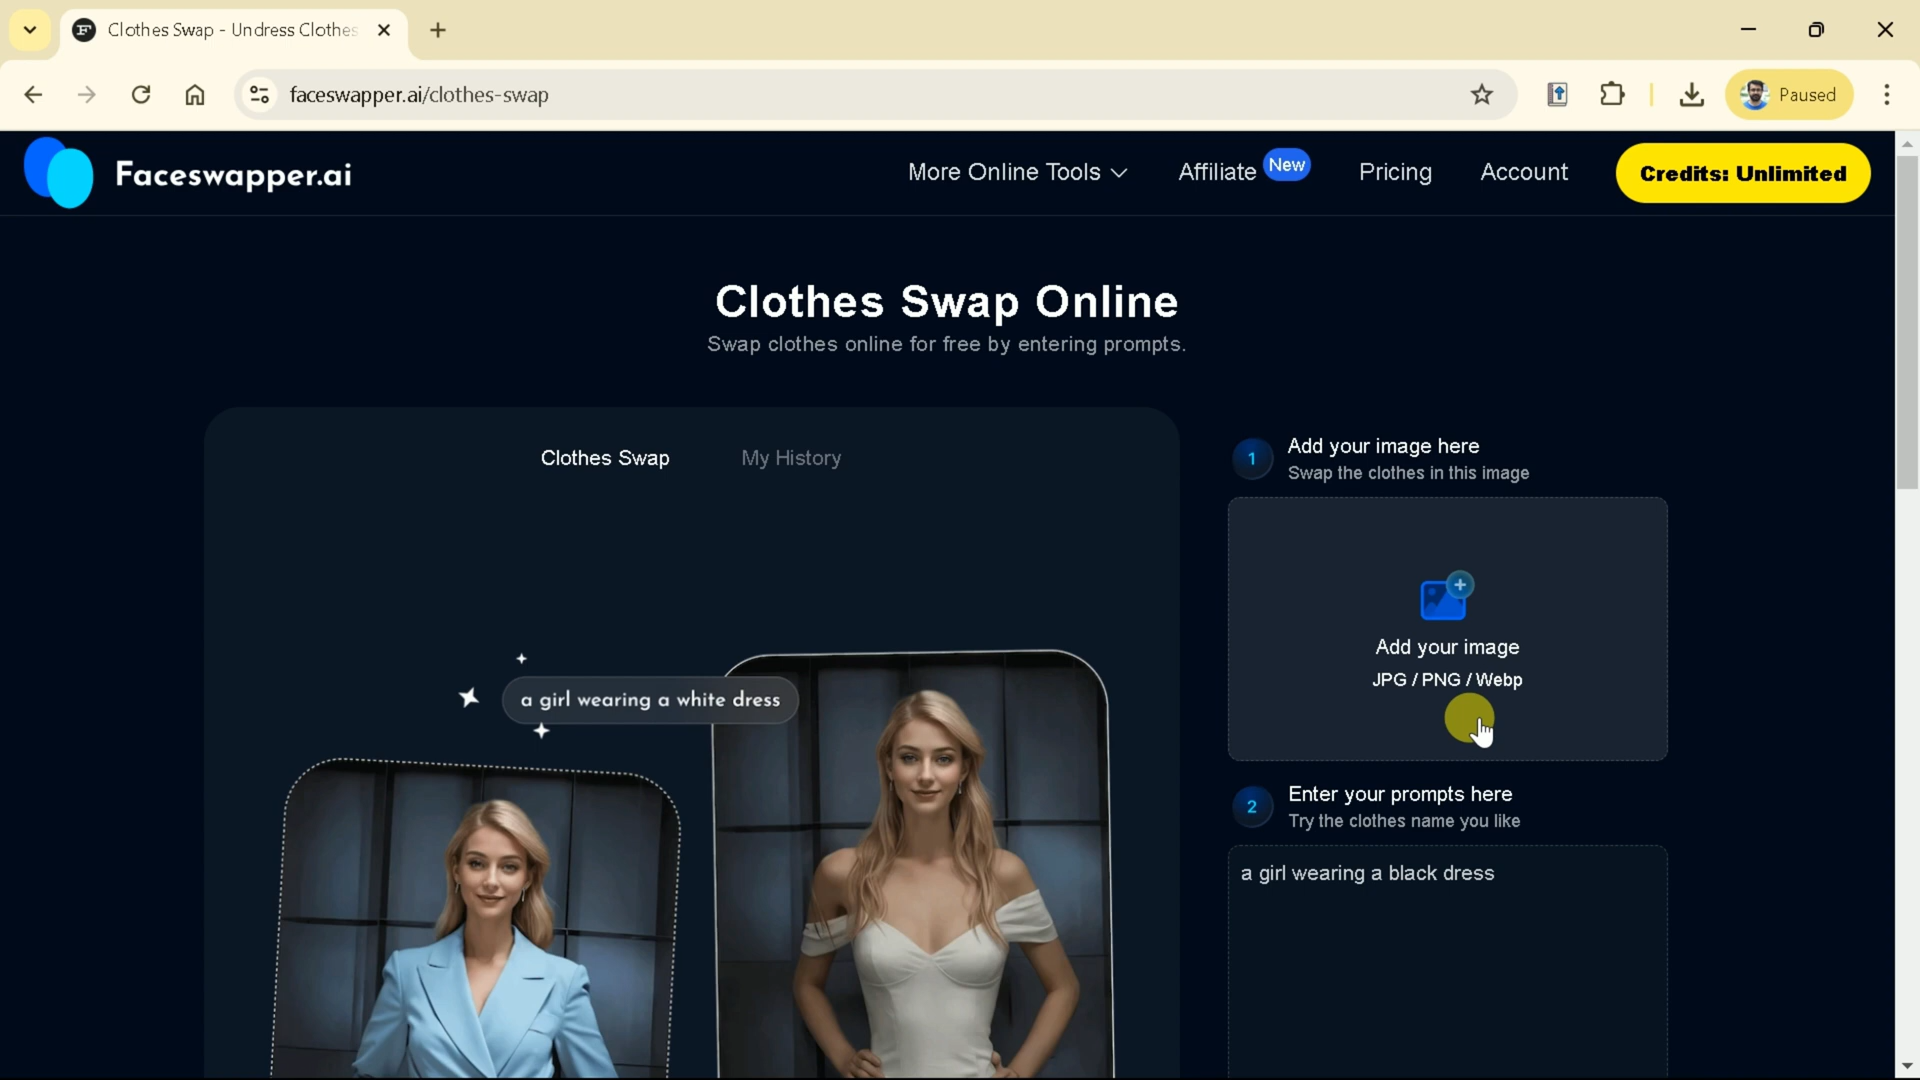 Clothes Swap - Undress Clothes
faceswapper.ai/clothes-swap
Paused
Faceswapper.ai
More Online Tools
Affiliate New
Pricing
Account
Credits: Unlimited
Clothes Swap Online
Swap clothes online for free by entering prompts.
Clothes Swap
My History
a girl wearing a white dress
1
Add your image here
Swap the clothes in this image
Add your image
JPG / PNG / Webp
2
Enter your prompts here
Try the clothes name you like
a girl wearing a black dress